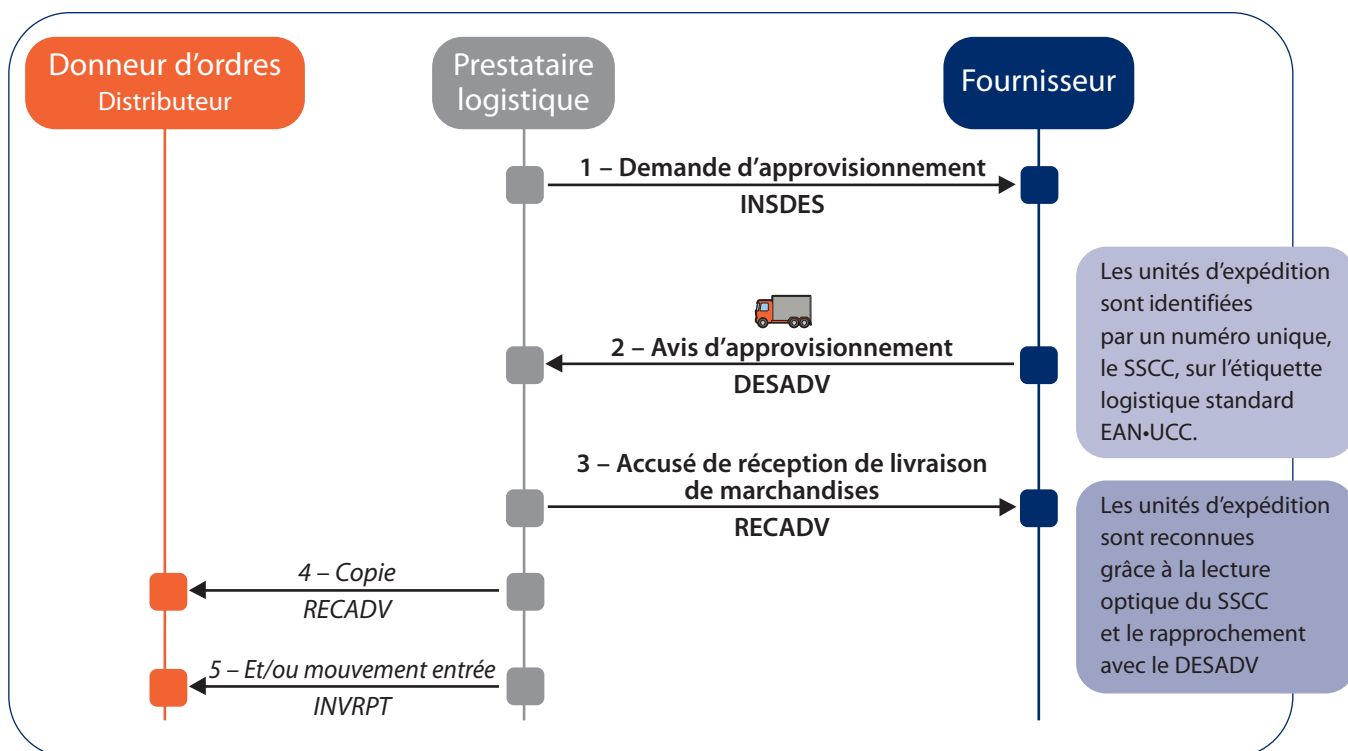 Donneur d’ordres
Distributeur
Prestataire
logistique
Fournisseur
1 – Demande d’approvisionnement
INSDES
2 – Avis d’approvisionnement
DESADV
3 – Accusé de réception de livraison
de marchandises
RECADV
4 – Copie
RECADV
5 – Et/ou mouvement entrée
INVRPT
Les unités d’expédition
sont identifiées
par un numéro unique,
le SSCC, sur l’étiquette
logistique standard
EAN•UCC.
Les unités d’expédition
sont reconnues
grâce à la lecture
optique du SSCC
et le rapprochement
avec le DESADV